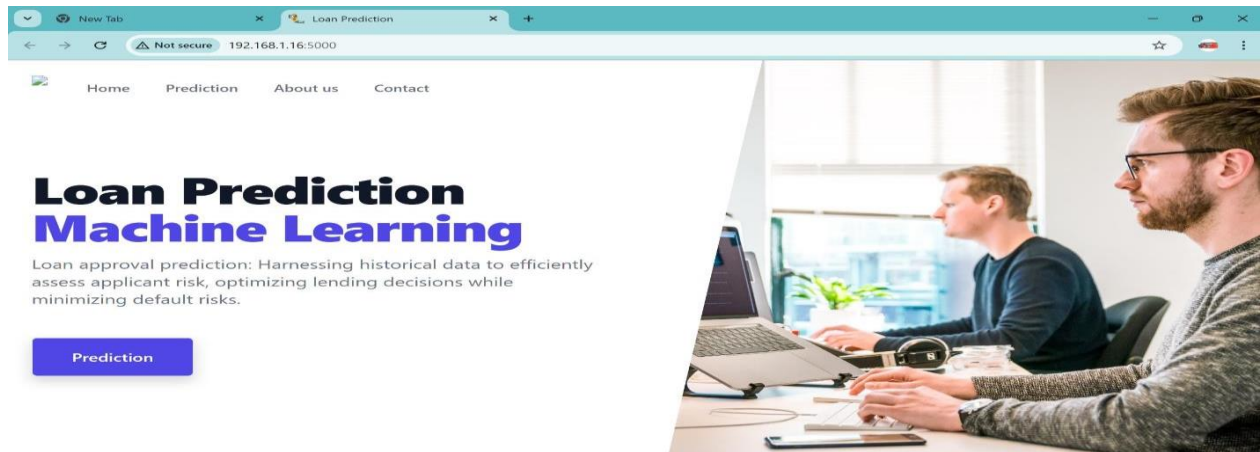 New Tab
Loan Prediction
Not secure 192.168.1.16:5000
Home Prediction About us Contact
Loan Prediction
Machine Learning
Loan approval prediction: Harnessing historical data to efficiently
assess applicant risk, optimizing lending decisions while
minimizing default risks.
Prediction